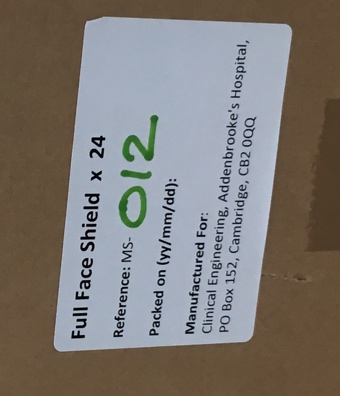 Full Face Shield x 24
Reference: MS- 012
Packed on (yy/mm/dd):
Manufactured For:
Clinical Engineering, Addenbrooke's Hospital,
PO Box 152, Cambridge, CB2 0QQ